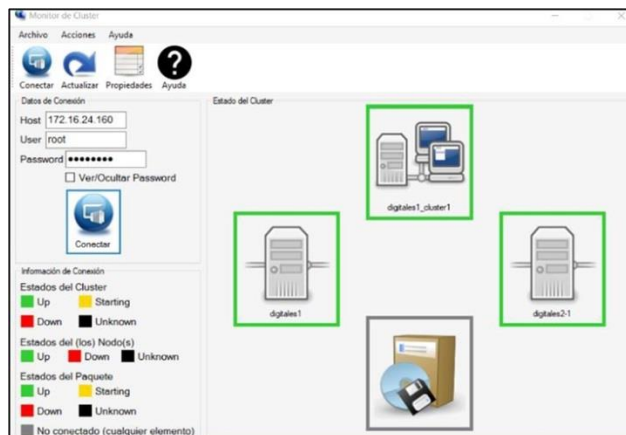 Monitor de Cluster
Archivo Acciones Ayuda
Conectar Actualizar Propiedades Ayuda
Datos de Conexión
Host 172.16.24.160
User root
Password ●●●●●●●●
Ver/Ocultar Password
Conectar
Información de Conexión
Estados del Cluster
Up Starting
Down Unknown
Estados del (los) Nodo(s)
Up Down Unknown
Estados del Paquete
Up Starting
Down Unknown
No conectado (cualquier elemento)
Estado del Cluster
digitales1_cluster1
digitales1
digitales2-1